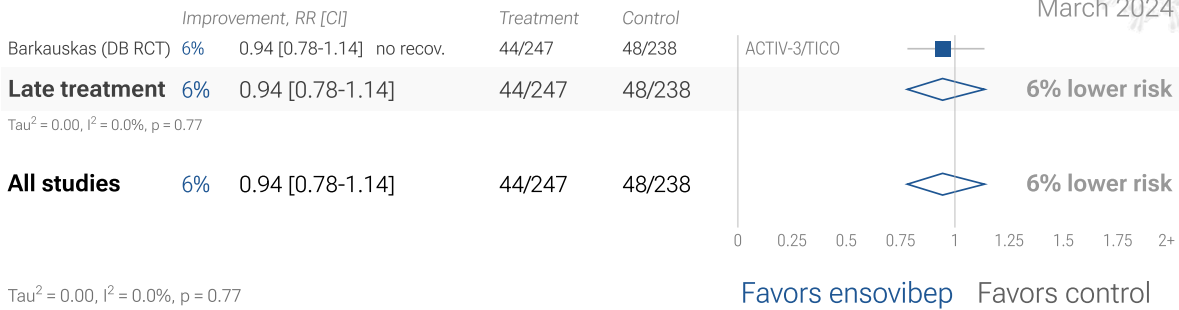 March 2024
Improvement, RR [CI] Treatment Control
Barkauskas (DB RCT) 6% 0.94 [0.78-1.14] no recov. 44/247 48/238 ACTIV-3/TICO
Late treatment 6% 0.94 [0.78-1.14] 44/247 48/238 6% lower risk
Tau² = 0.00, I² = 0.0%, p = 0.77
All studies 6% 0.94 [0.78-1.14] 44/247 48/238 6% lower risk
0 0.25 0.5 0.75 1 1.25 1.5 1.75 2+
Tau² = 0.00, I² = 0.0%, p = 0.77 Favors ensovibep Favors control